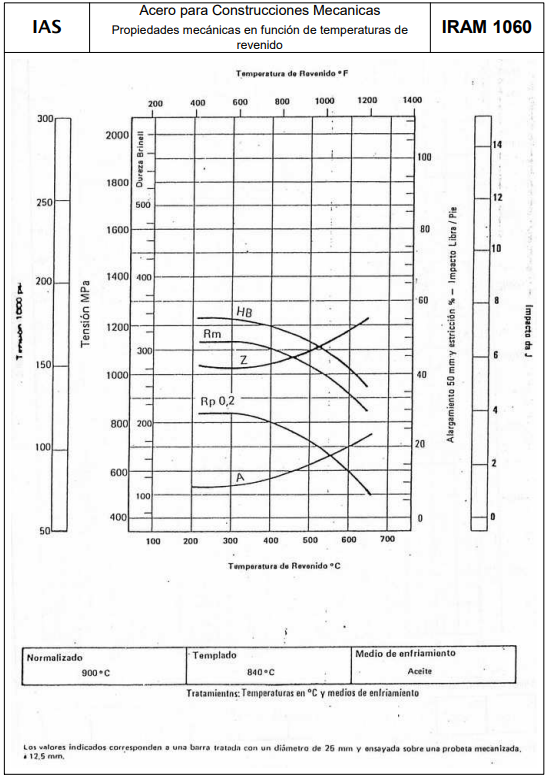 IAS
Acero para Construcciones Mecanicas
Propiedades mecánicas en función de temperaturas de
revenido
IRAM 1060
Temperatura de Revenido °F
200 400 600 800 1000 1200 1400
300
250
200
150
100
50
Tensión 1000 psi
2000
1800
1600
1400
1200
1000
800
600
400
Tensión MPa
Dureza Brinell
500
400
300
200
100
HB
Rm
Z
Rp 0,2
A
100
80
60
40
20
0
Alargamiento 50 mm y estricción % — Impacto Libra / Pie
14
12
10
8
6
4
2
0
Impacto da J
100 200 300 400 500 600 700
Temperatura de Revenido °C
Normalizado
900°C
Templado
840°C
Medio de enfriamiento
Aceite
Tratamientns: Temperaturas en °C y medios de enfriamiento
Los valores indicados corresponden a una barra tratada con un diámetro de 25 mm y ensayada sobre una probeta mecanizada,
a 12,5 mm.